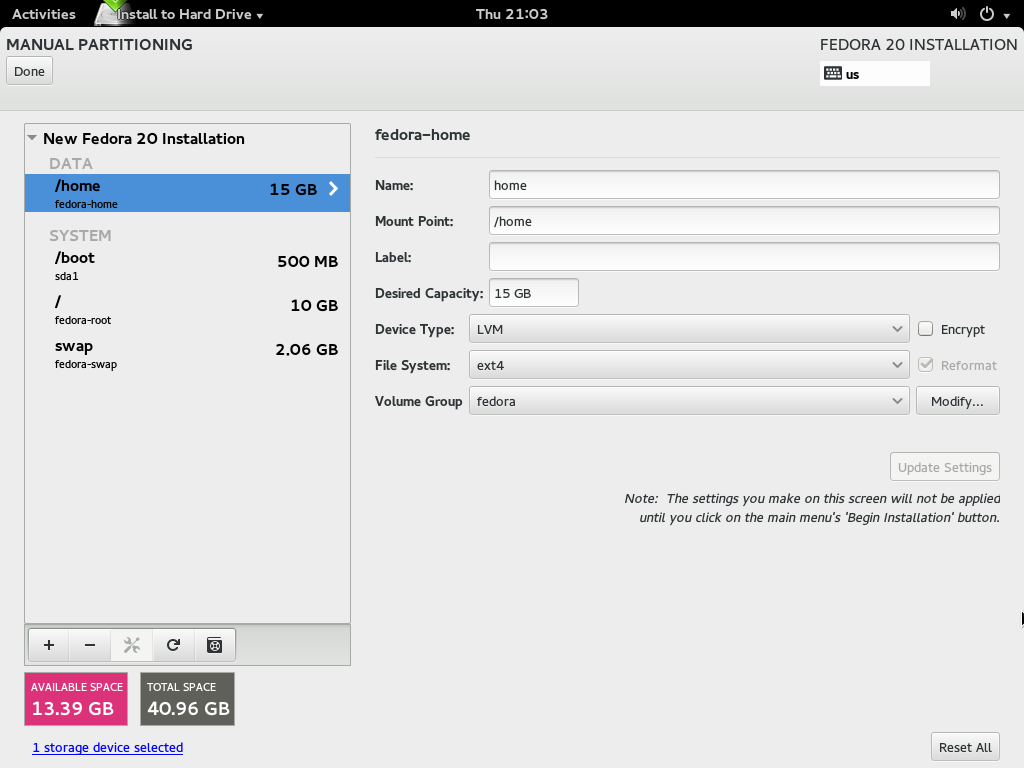 Activities
Install to Hard Drive
Thu 21:03
MANUAL PARTITIONING
FEDORA 20 INSTALLATION
Done
us
New Fedora 20 Installation
DATA
/home 15 GB
fedora-home
SYSTEM
/boot 500 MB
sda1
/ 10 GB
fedora-root
swap 2.06 GB
fedora-swap
+ −
AVAILABLE SPACE
13.39 GB
TOTAL SPACE
40.96 GB
1 storage device selected
fedora-home
Name: home
Mount Point: /home
Label:
Desired Capacity: 15 GB
Device Type: LVM Encrypt
File System: ext4 Reformat
Volume Group fedora Modify...
Update Settings
Note: The settings you make on this screen will not be applied
until you click on the main menu's 'Begin Installation' button.
Reset All